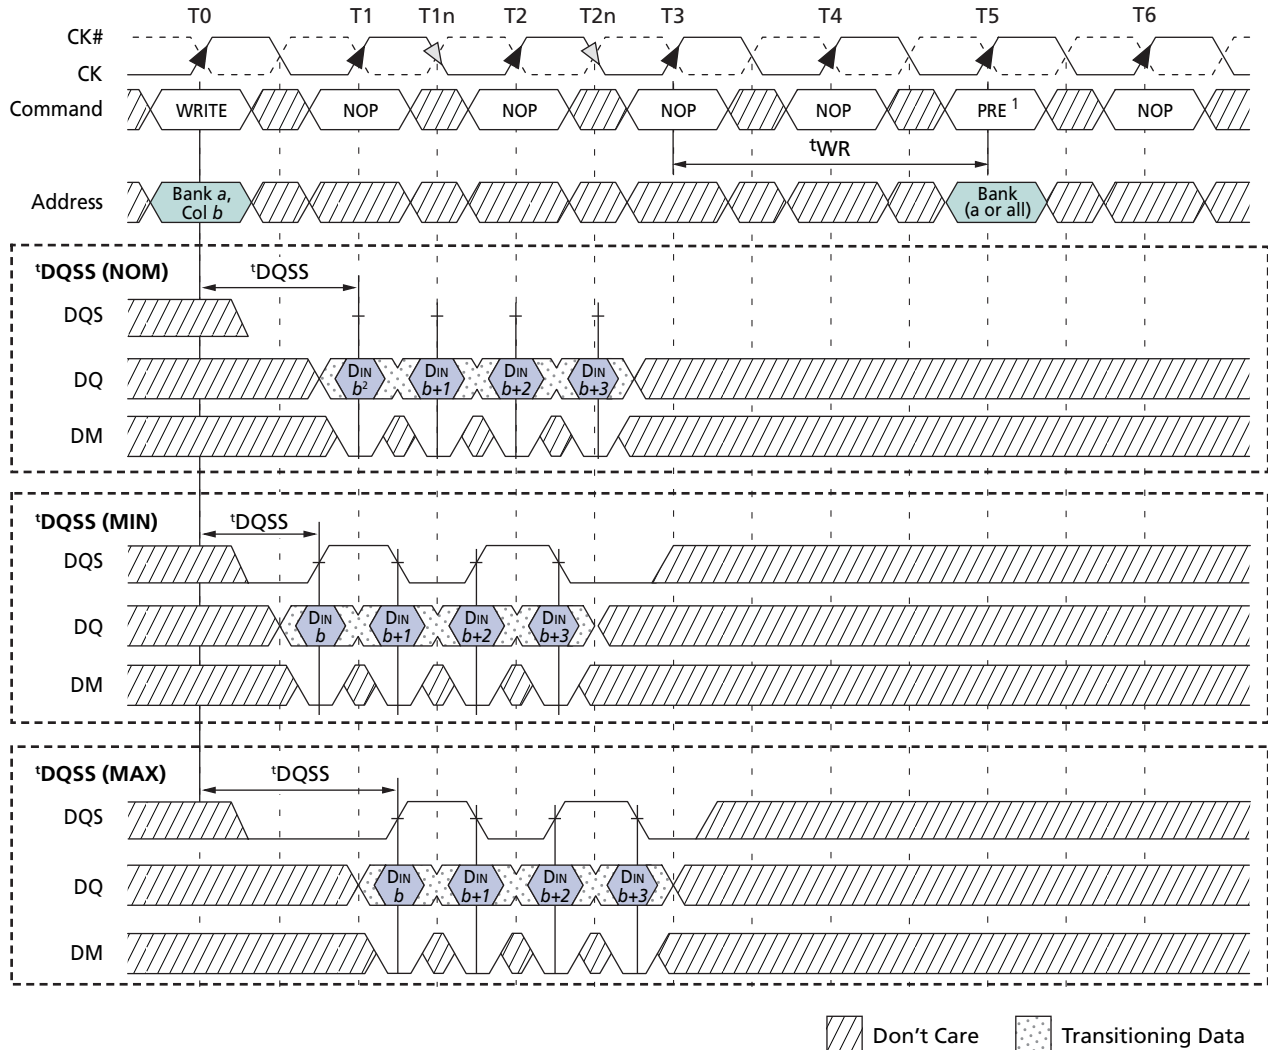 T0 T1 T1n T2 T2n T3 T4 T5 T6
CK#
CK
Command WRITE NOP NOP NOP NOP PRE 1 NOP
tWR
Address Bank a, Col b Bank (a or all)
tDQSS (NOM) tDQSS
DQS
DQ DIN b2 DIN b+1 DIN b+2 DIN b+3
DM
tDQSS (MIN) tDQSS
DQS
DQ DIN b DIN b+1 DIN b+2 DIN b+3
DM
tDQSS (MAX) tDQSS
DQS
DQ DIN b DIN b+1 DIN b+2 DIN b+3
DM
Don't Care Transitioning Data